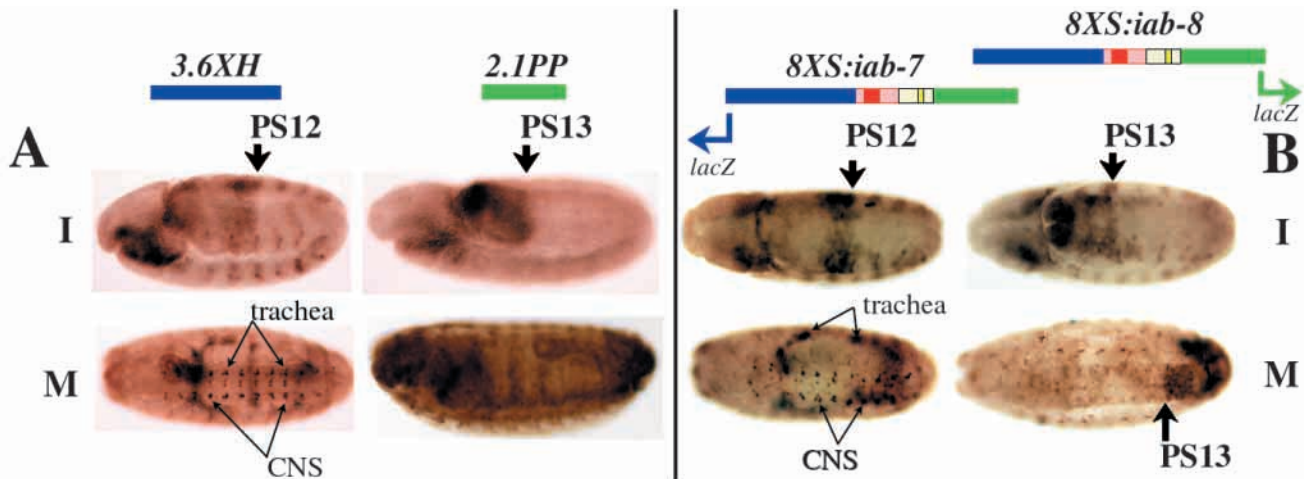 3.6XH
2.1PP
8XS:iab-7
8XS:iab-8
A
PS12
PS13
lacZ
PS12
PS13
lacZ
B
I
I
trachea
trachea
M
M
CNS
CNS
PS13